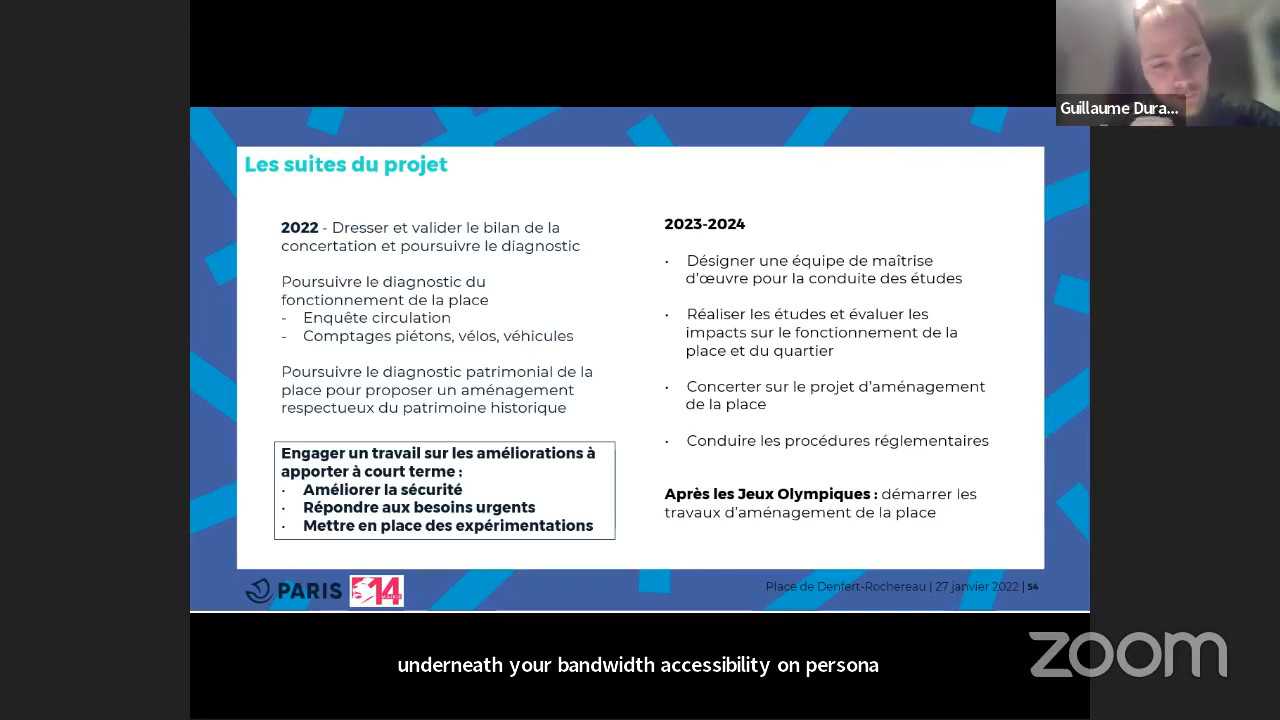 Guillaume Dura...
Les suites du projet
2022 - Dresser et valider le bilan de la
concertation et poursuivre le diagnostic
Poursuivre le diagnostic du
fonctionnement de la place
- Enquête circulation
- Comptages piétons, vélos, véhicules
Poursuivre le diagnostic patrimonial de la
place pour proposer un aménagement
respectueux du patrimoine historique
Engager un travail sur les améliorations à
apporter à court terme :
· Améliorer la sécurité
· Répondre aux besoins urgents
· Mettre en place des expérimentations
2023-2024
• Désigner une équipe de maîtrise
d'œuvre pour la conduite des études
• Réaliser les études et évaluer les
impacts sur le fonctionnement de la
place et du quartier
• Concerter sur le projet d'aménagement
de la place
• Conduire les procédures réglementaires
Après les Jeux Olympiques : démarrer les
travaux d'aménagement de la place
PARIS
14
MAIRIE
Place de Denfert-Rochereau | 27 janvier 2022 | 54
underneath your bandwidth accessibility on persona
zoom